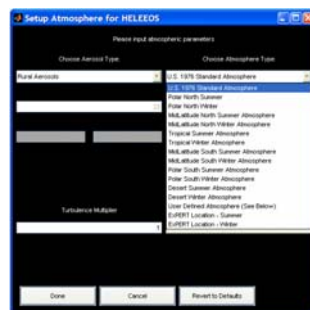 Setup Atmosphere for HELEEOS
Please input atmospheric parameters
Choose Aerosol Type:
Choose Atmosphere Type:
Rural Aerosols
U.S. 1976 Standard Atmosphere
U.S. 1976 Standard Atmosphere
Polar North Summer
Polar North Winter
MidLatitude North Summer Atmosphere
MidLatitude North Winter Atmosphere
Tropical Summer Atmosphere
Tropical Winter Atmosphere
MidLatitude South Summer Atmosphere
MidLatitude South Winter Atmosphere
Polar South Summer Atmosphere
Polar South Winter Atmosphere
Desert Summer Atmosphere
Desert Winter Atmosphere
User Defined Atmosphere (See Below)
ExPERT Location - Summer
ExPERT Location - Winter
Turbulence Multiplier
1
Done
Cancel
Revert to Defaults